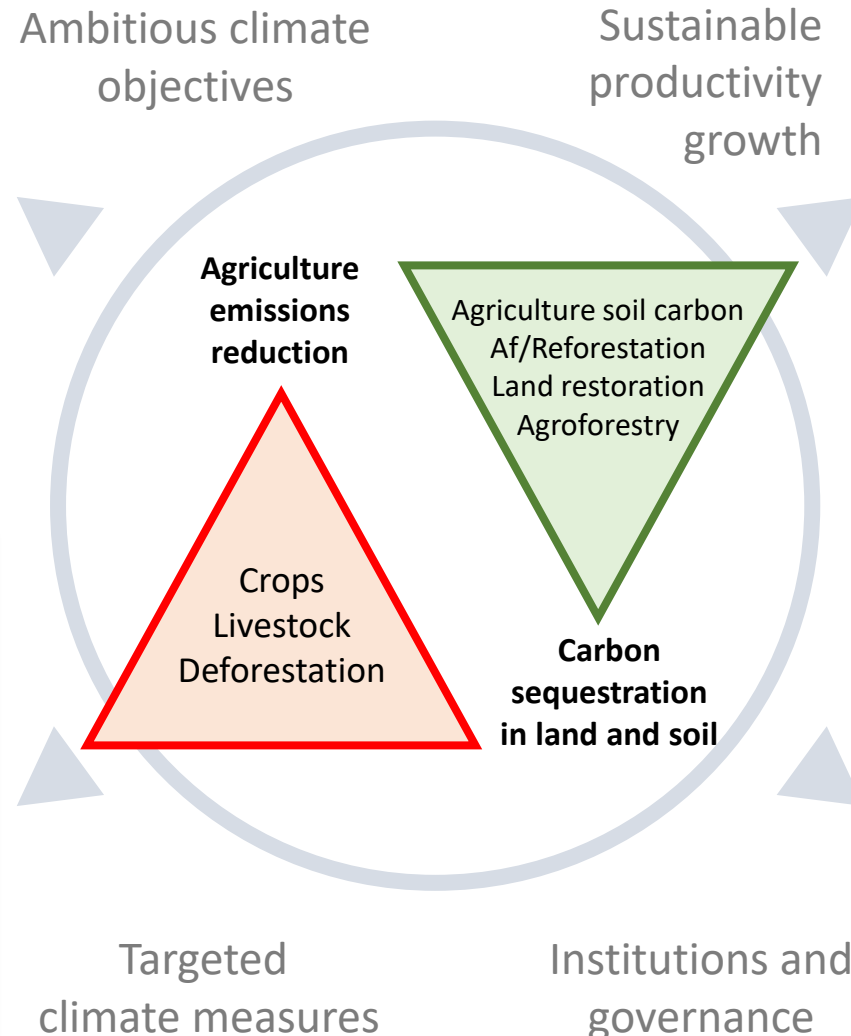 Ambitious climate
objectives
Sustainable
productivity
growth
Agriculture
emissions
reduction
Agriculture soil carbon
Af/Reforestation
Land restoration
Agroforestry
Crops
Livestock
Deforestation
Carbon
sequestration
in land and soil
Targeted
climate measures
Institutions and
governance